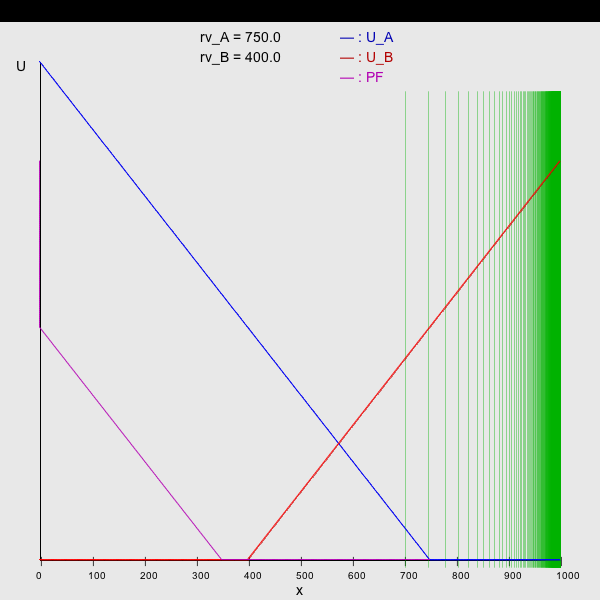 rv_A = 750.0 — : U_A
rv_B = 400.0 — : U_B
— : PF
U
0 100 200 300 400 500 600 700 800 900 1000
x